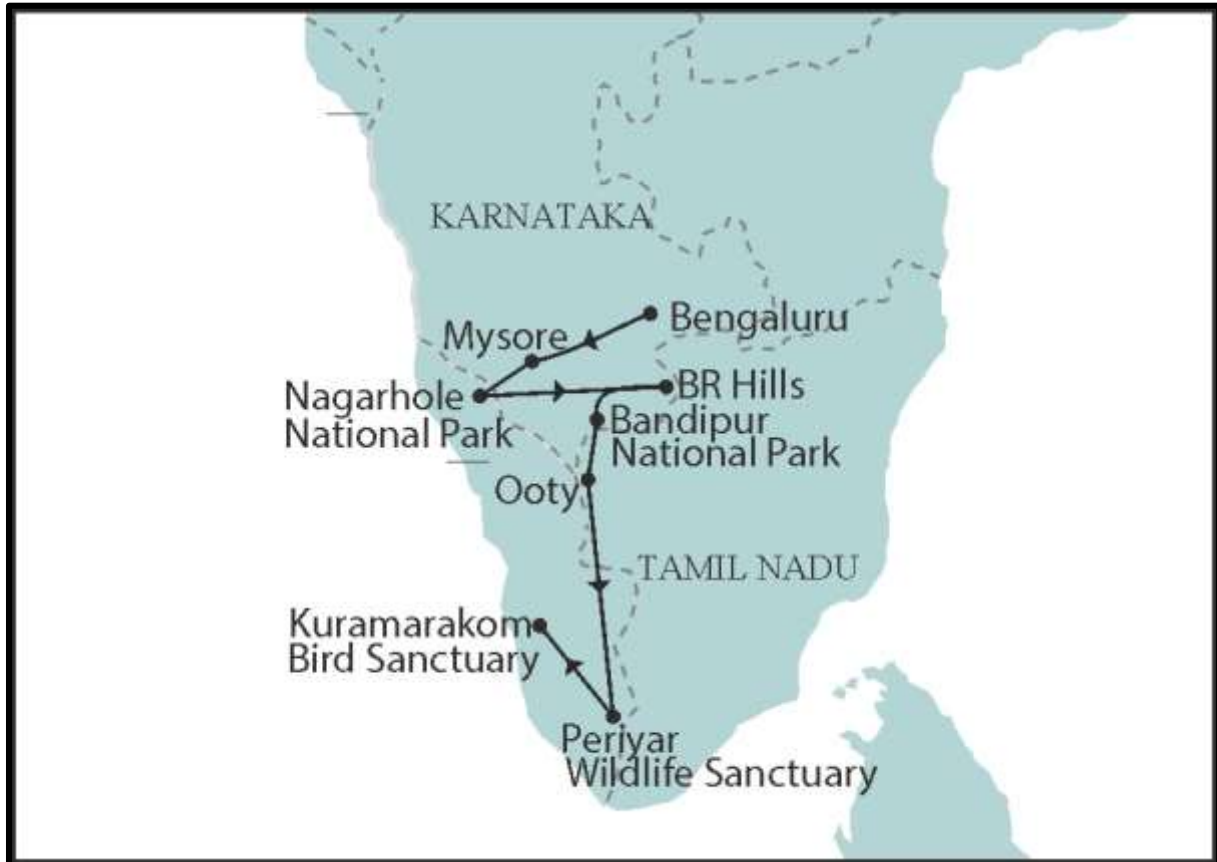 KARNATAKA
Bengaluru
Mysore
BR Hills
Nagarhole
National Park
Bandipur
National Park
Ooty
TAMIL NADU
Kuramarakom
Bird Sanctuary
Periyar
Wildlife Sanctuary